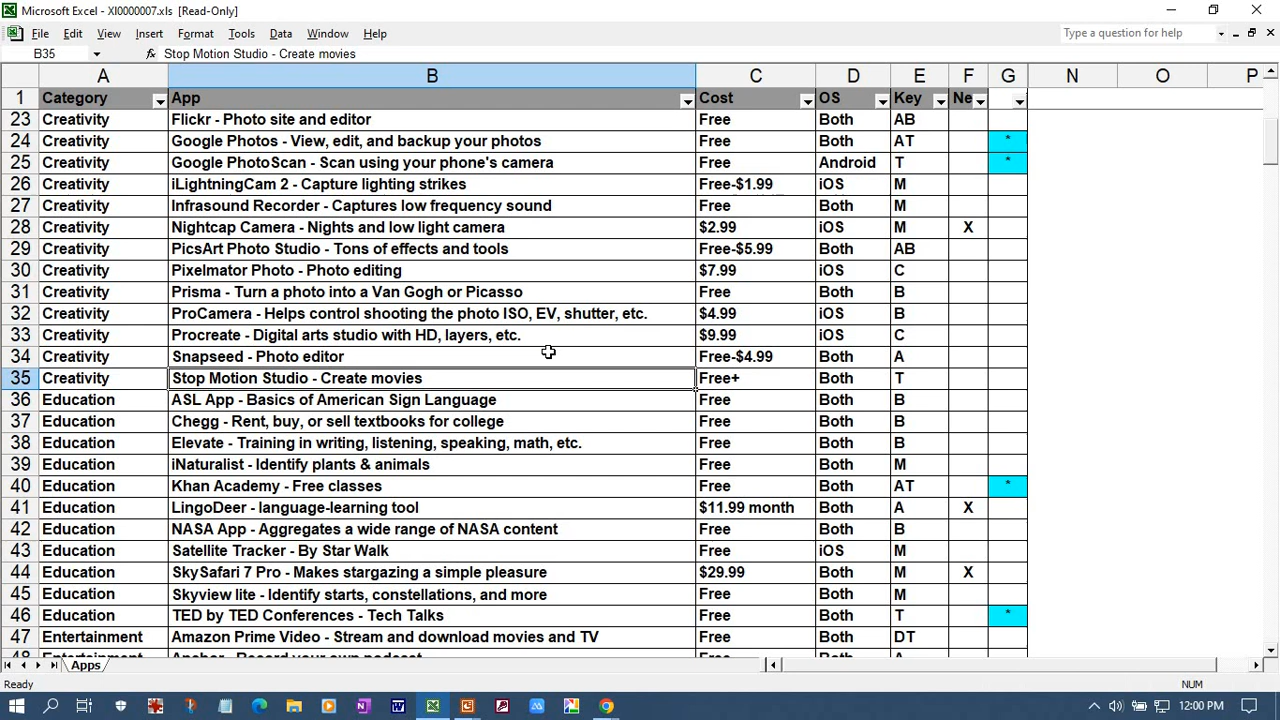 Microsoft Excel - XI0000007.xls [Read-Only]
File Edit View Insert Format Tools Data Window Help Type a question for help
B35 fx Stop Motion Studio - Create movies
A B C D E F G N O P
1 Category App Cost OS Key Ne
23 Creativity Flickr - Photo site and editor Free Both AB
24 Creativity Google Photos - View, edit, and backup your photos Free Both AT *
25 Creativity Google PhotoScan - Scan using your phone's camera Free Android T *
26 Creativity iLightningCam 2 - Capture lighting strikes Free-$1.99 iOS M
27 Creativity Infrasound Recorder - Captures low frequency sound Free Both M
28 Creativity Nightcap Camera - Nights and low light camera $2.99 iOS M X
29 Creativity PicsArt Photo Studio - Tons of effects and tools Free-$5.99 Both AB
30 Creativity Pixelmator Photo - Photo editing $7.99 iOS C
31 Creativity Prisma - Turn a photo into a Van Gogh or Picasso Free Both B
32 Creativity ProCamera - Helps control shooting the photo ISO, EV, shutter, etc. $4.99 iOS B
33 Creativity Procreate - Digital arts studio with HD, layers, etc. $9.99 iOS C
34 Creativity Snapseed - Photo editor Free-$4.99 Both A
35 Creativity Stop Motion Studio - Create movies Free+ Both T
36 Education ASL App - Basics of American Sign Language Free Both B
37 Education Chegg - Rent, buy, or sell textbooks for college Free Both B
38 Education Elevate - Training in writing, listening, speaking, math, etc. Free Both B
39 Education iNaturalist - Identify plants & animals Free Both M
40 Education Khan Academy - Free classes Free Both AT *
41 Education LingoDeer - language-learning tool $11.99 month Both A X
42 Education NASA App - Aggregates a wide range of NASA content Free Both B
43 Education Satellite Tracker - By Star Walk Free iOS M
44 Education SkySafari 7 Pro - Makes stargazing a simple pleasure $29.99 Both M X
45 Education Skyview lite - Identify starts, constellations, and more Free Both M
46 Education TED by TED Conferences - Tech Talks Free Both T *
47 Entertainment Amazon Prime Video - Stream and download movies and TV Free Both DT
48 Entertainment Anchor - Record your own podcast Free Both A
Apps
Ready NUM
12:00 PM